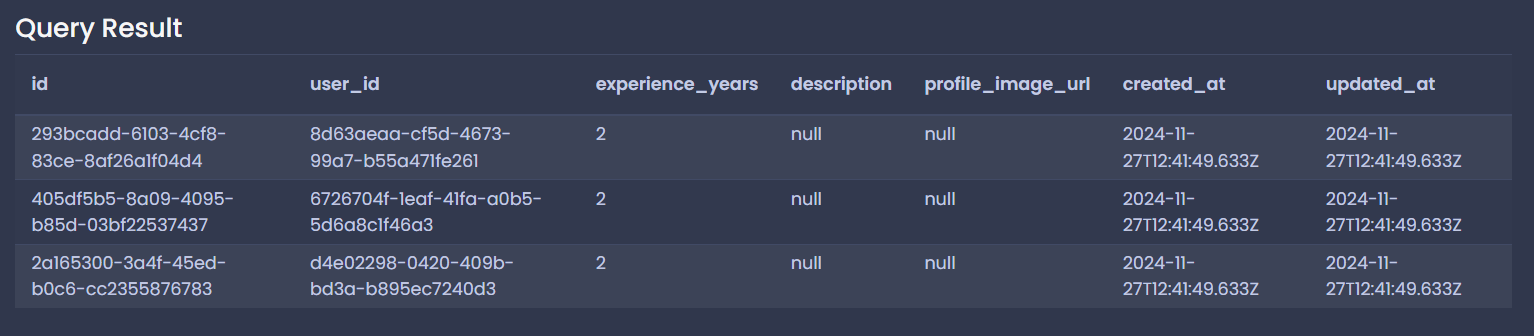 Query Result
id user_id experience_years description profile_image_url created_at updated_at
293bcadd-6103-4cf8- 8d63aeaa-cf5d-4673- 2 null null 2024-11- 2024-11-
83ce-8af26a1f04d4 99a7-b55a471fe261 27T12:41:49.633Z 27T12:41:49.633Z
405df5b5-8a09-4095- 6726704f-1eaf-41fa-a0b5- 2 null null 2024-11- 2024-11-
b85d-03bf22537437 5d6a8c1f46a3 27T12:41:49.633Z 27T12:41:49.633Z
2a165300-3a4f-45ed- d4e02298-0420-409b- 2 null null 2024-11- 2024-11-
b0c6-cc2355876783 bd3a-b895ec7240d3 27T12:41:49.633Z 27T12:41:49.633Z